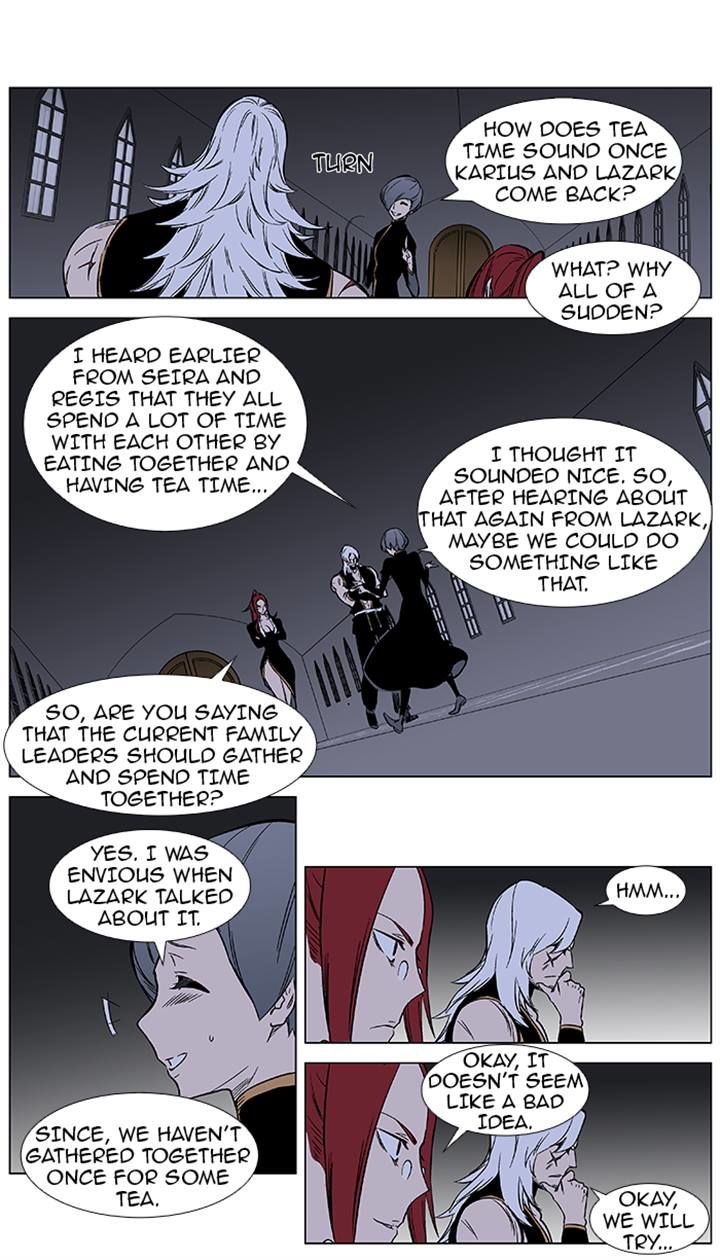 TURN
HOW DOES TEA
TIME SOUND ONCE
KARIUS AND LAZARK
COME BACK?
WHAT? WHY
ALL OF A
SUDDEN?
I HEARD EARLIER
FROM SEIRA AND
REGIS THAT THEY ALL
SPEND A LOT OF TIME
WITH EACH OTHER BY
EATING TOGETHER AND
HAVING TEA TIME...
I THOUGHT IT
SOUNDED NICE. SO,
AFTER HEARING ABOUT
THAT AGAIN FROM LAZARK,
MAYBE WE COULD DO
SOMETHING LIKE
THAT.
SO, ARE YOU SAYING
THAT THE CURRENT FAMILY
LEADERS SHOULD GATHER
AND SPEND TIME
TOGETHER?
YES. I WAS
ENVIOUS WHEN
LAZARK TALKED
ABOUT IT.
SINCE, WE HAVEN'T
GATHERED TOGETHER
ONCE FOR SOME
TEA.
HMM...
OKAY, IT
DOESN'T SEEM
LIKE A BAD
IDEA.
OKAY,
WE WILL
TRY...